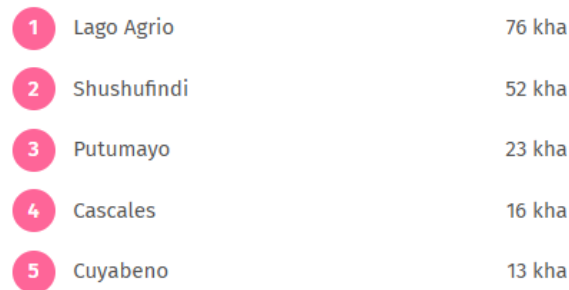 1 Lago Agrio 76 kha
2 Shushufindi 52 kha
3 Putumayo 23 kha
4 Cascales 16 kha
5 Cuyabeno 13 kha